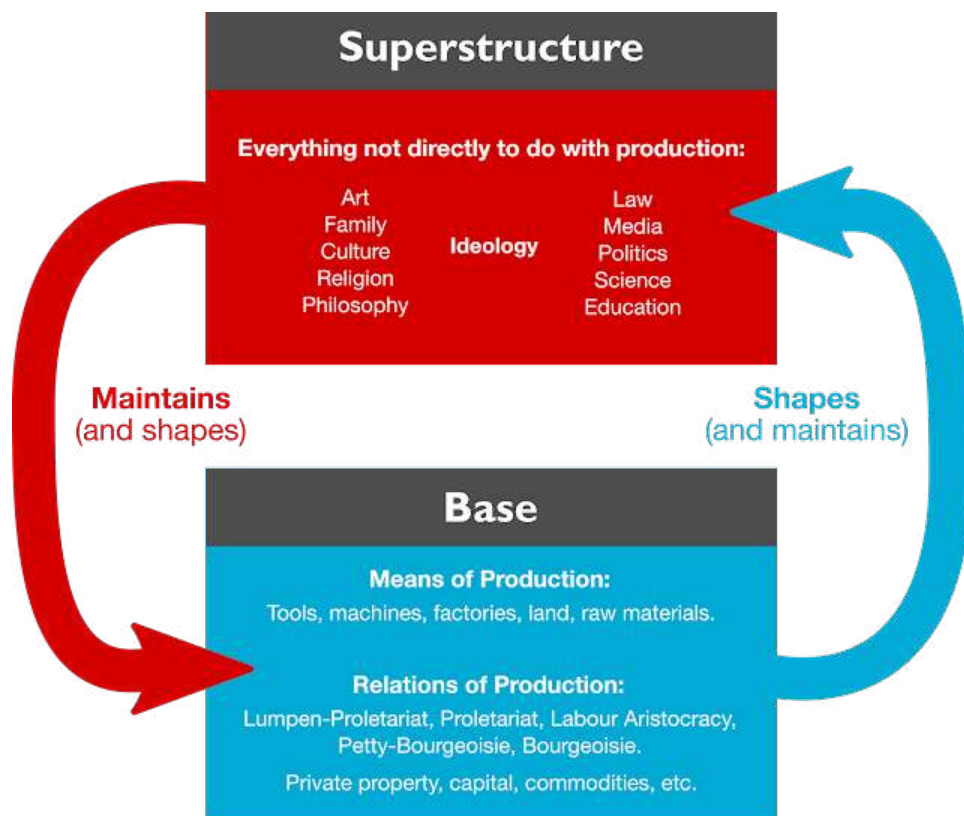 Superstructure
Everything not directly to do with production:
Art
Family
Culture
Religion
Philosophy
Ideology
Law
Media
Politics
Science
Education
Maintains
(and shapes)
Shapes
(and maintains)
Base
Means of Production:
Tools, machines, factories, land, raw materials.
Relations of Production:
Lumpen-Proletariat, Proletariat, Labour Aristocracy,
Petty-Bourgeoisie, Bourgeoisie.
Private property, capital, commodities, etc.